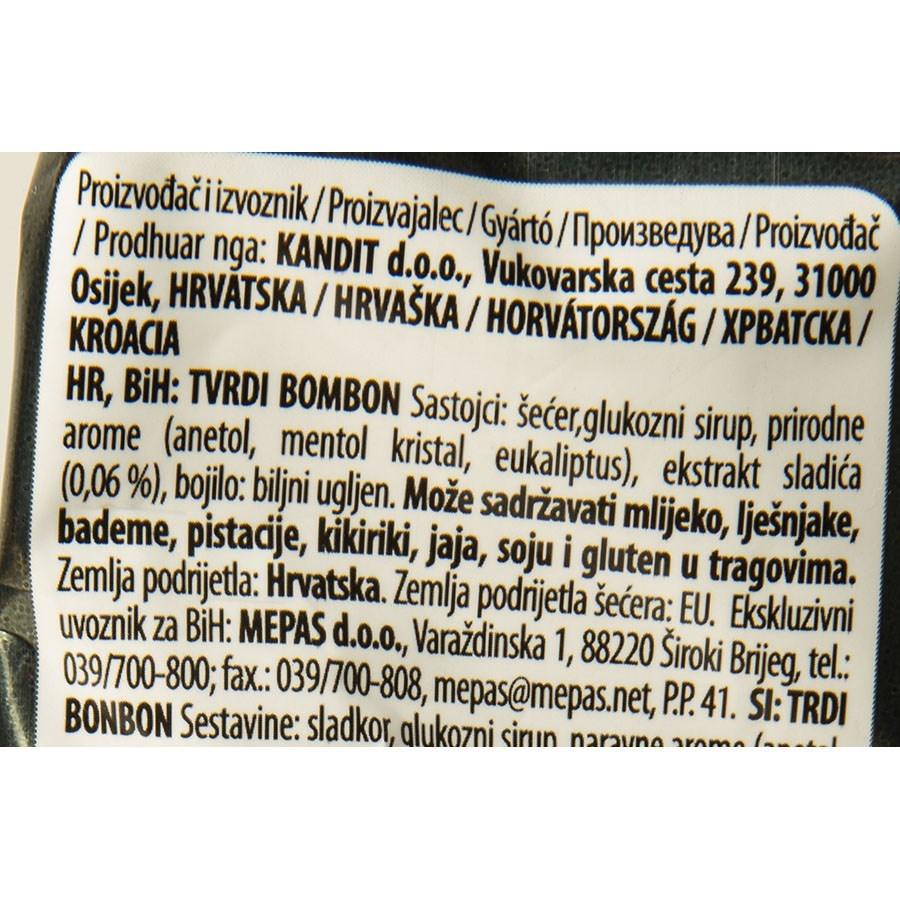 Proizvođač i izvoznik / Proizvajalec / Gyártó / Произведува / Proizvođač
/ Prodhuar nga: KANDIT d.o.o., Vukovarska cesta 239, 31000
Osijek, HRVATSKA / HRVAŠKA / HORVÁTORSZÁG / ХРВАТСКА /
KROACIA
HR, BiH: TVRDI BOMBON Sastojci: šećer,glukozni sirup, prirodne
arome (anetol, mentol kristal, eukaliptus), ekstrakt sladića
(0,06 %), bojilo: biljni ugljen. Može sadržavati mlijeko, lješnjake,
bademe, pistacije, kikiriki, jaja, soju i gluten u tragovima.
Zemlja podrijetla: Hrvatska. Zemlja podrijetla šećera: EU. Ekskluzivni
uvoznik za BiH: MEPAS d.o.o., Varaždinska 1, 88220 Široki Brijeg, tel.:
039/700-800; fax.: 039/700-808, mepas@mepas.net, P.P. 41. SI: TRDI
BONBON Sestavine: sladkor, glukozni sirup, naravne arome (anetol